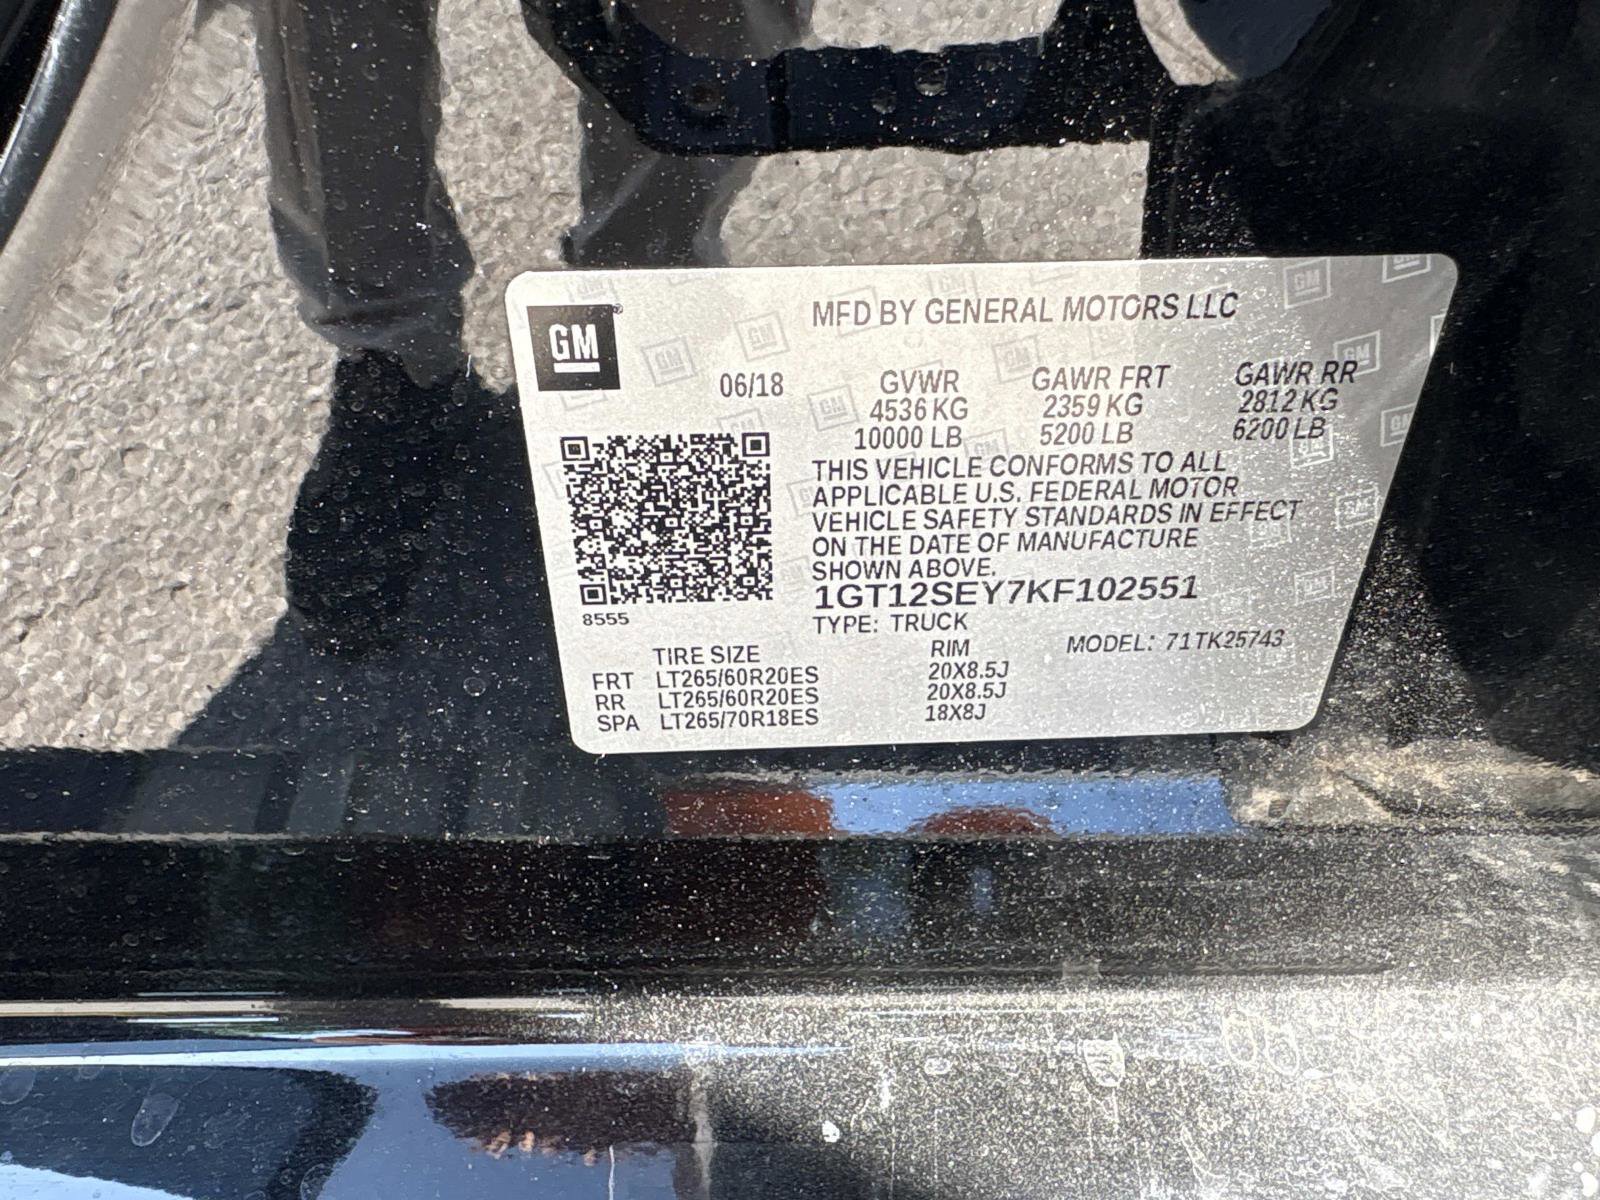 GM
MFD BY GENERAL MOTORS LLC
06/18
GVWR GAWR FRT GAWR RR
4536 KG 2359 KG 2812 KG
10000 LB 5200 LB 6200 LB
THIS VEHICLE CONFORMS TO ALL
APPLICABLE U.S. FEDERAL MOTOR
VEHICLE SAFETY STANDARDS IN EFFECT
ON THE DATE OF MANUFACTURE
SHOWN ABOVE.
1GT12SEY7KF102551
8555
TYPE: TRUCK
TIRE SIZE RIM MODEL: 71TK25743
FRT LT265/60R20ES 20X8.5J
RR LT265/60R20ES 20X8.5J
SPA LT265/70R18ES 18X8J